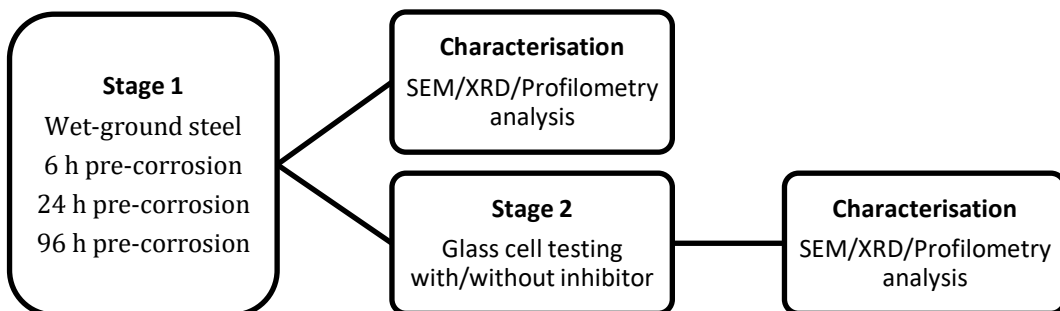 Stage 1
Wet-ground steel
6 h pre-corrosion
24 h pre-corrosion
96 h pre-corrosion
Characterisation
SEM/XRD/Profilometry
analysis
Stage 2
Glass cell testing
with/without inhibitor
Characterisation
SEM/XRD/Profilometry
analysis